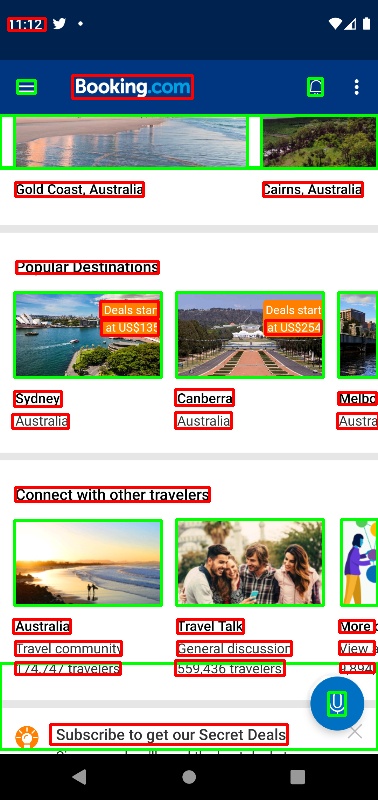 11:12
Booking.com
Gold Coast, Australia
Cairns, Australia
Popular Destinations
Deals start
at US$135
Deals start
at US$254
Sydney
Canberra
Australia
Australia
Connect with other travelers
Australia
Travel Talk
More
Travel community
General discussion
174,747 travelers
559,436 travelers
Subscribe to get our Secret Deals